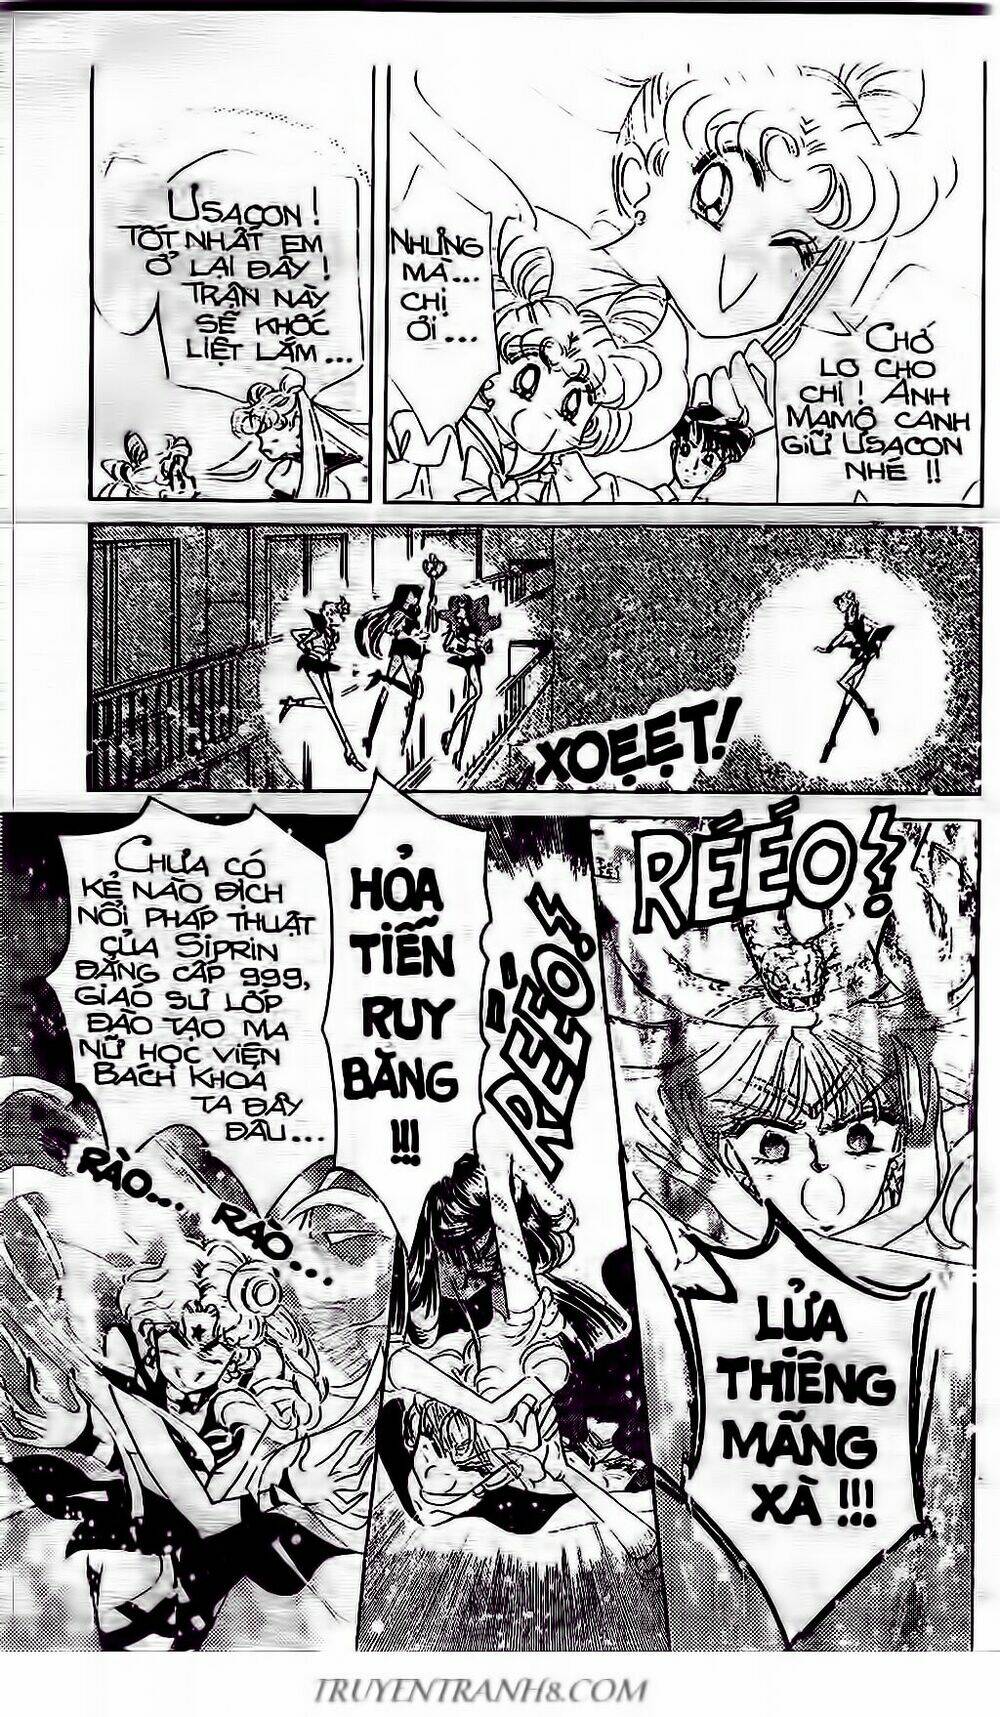 Usacon!
Tốt nhất em
ở lại đây!
Trận này
sẽ khốc
liệt lắm...
Nhưng
mà...
chị
ơi...
Chớ
lo cho
chị! Anh
Mamô canh
giữ Usacon
nhé!!
XOẸẸT!
Chưa có
kẻ nào địch
nổi pháp thuật
của Siprin
đẳng cấp 999,
giáo sư lớp
đào tạo ma
nữ học viện
Bách Khoa
ta đây
đâu...
HỎA
TIỄN
RUY
BĂNG
!!!
RÉÉO!
RÉÉO!
RÀO...
RÀO...
LỬA
THIÊNG
MÃNG
XÀ!!!
TRUYENTRANH8.COM